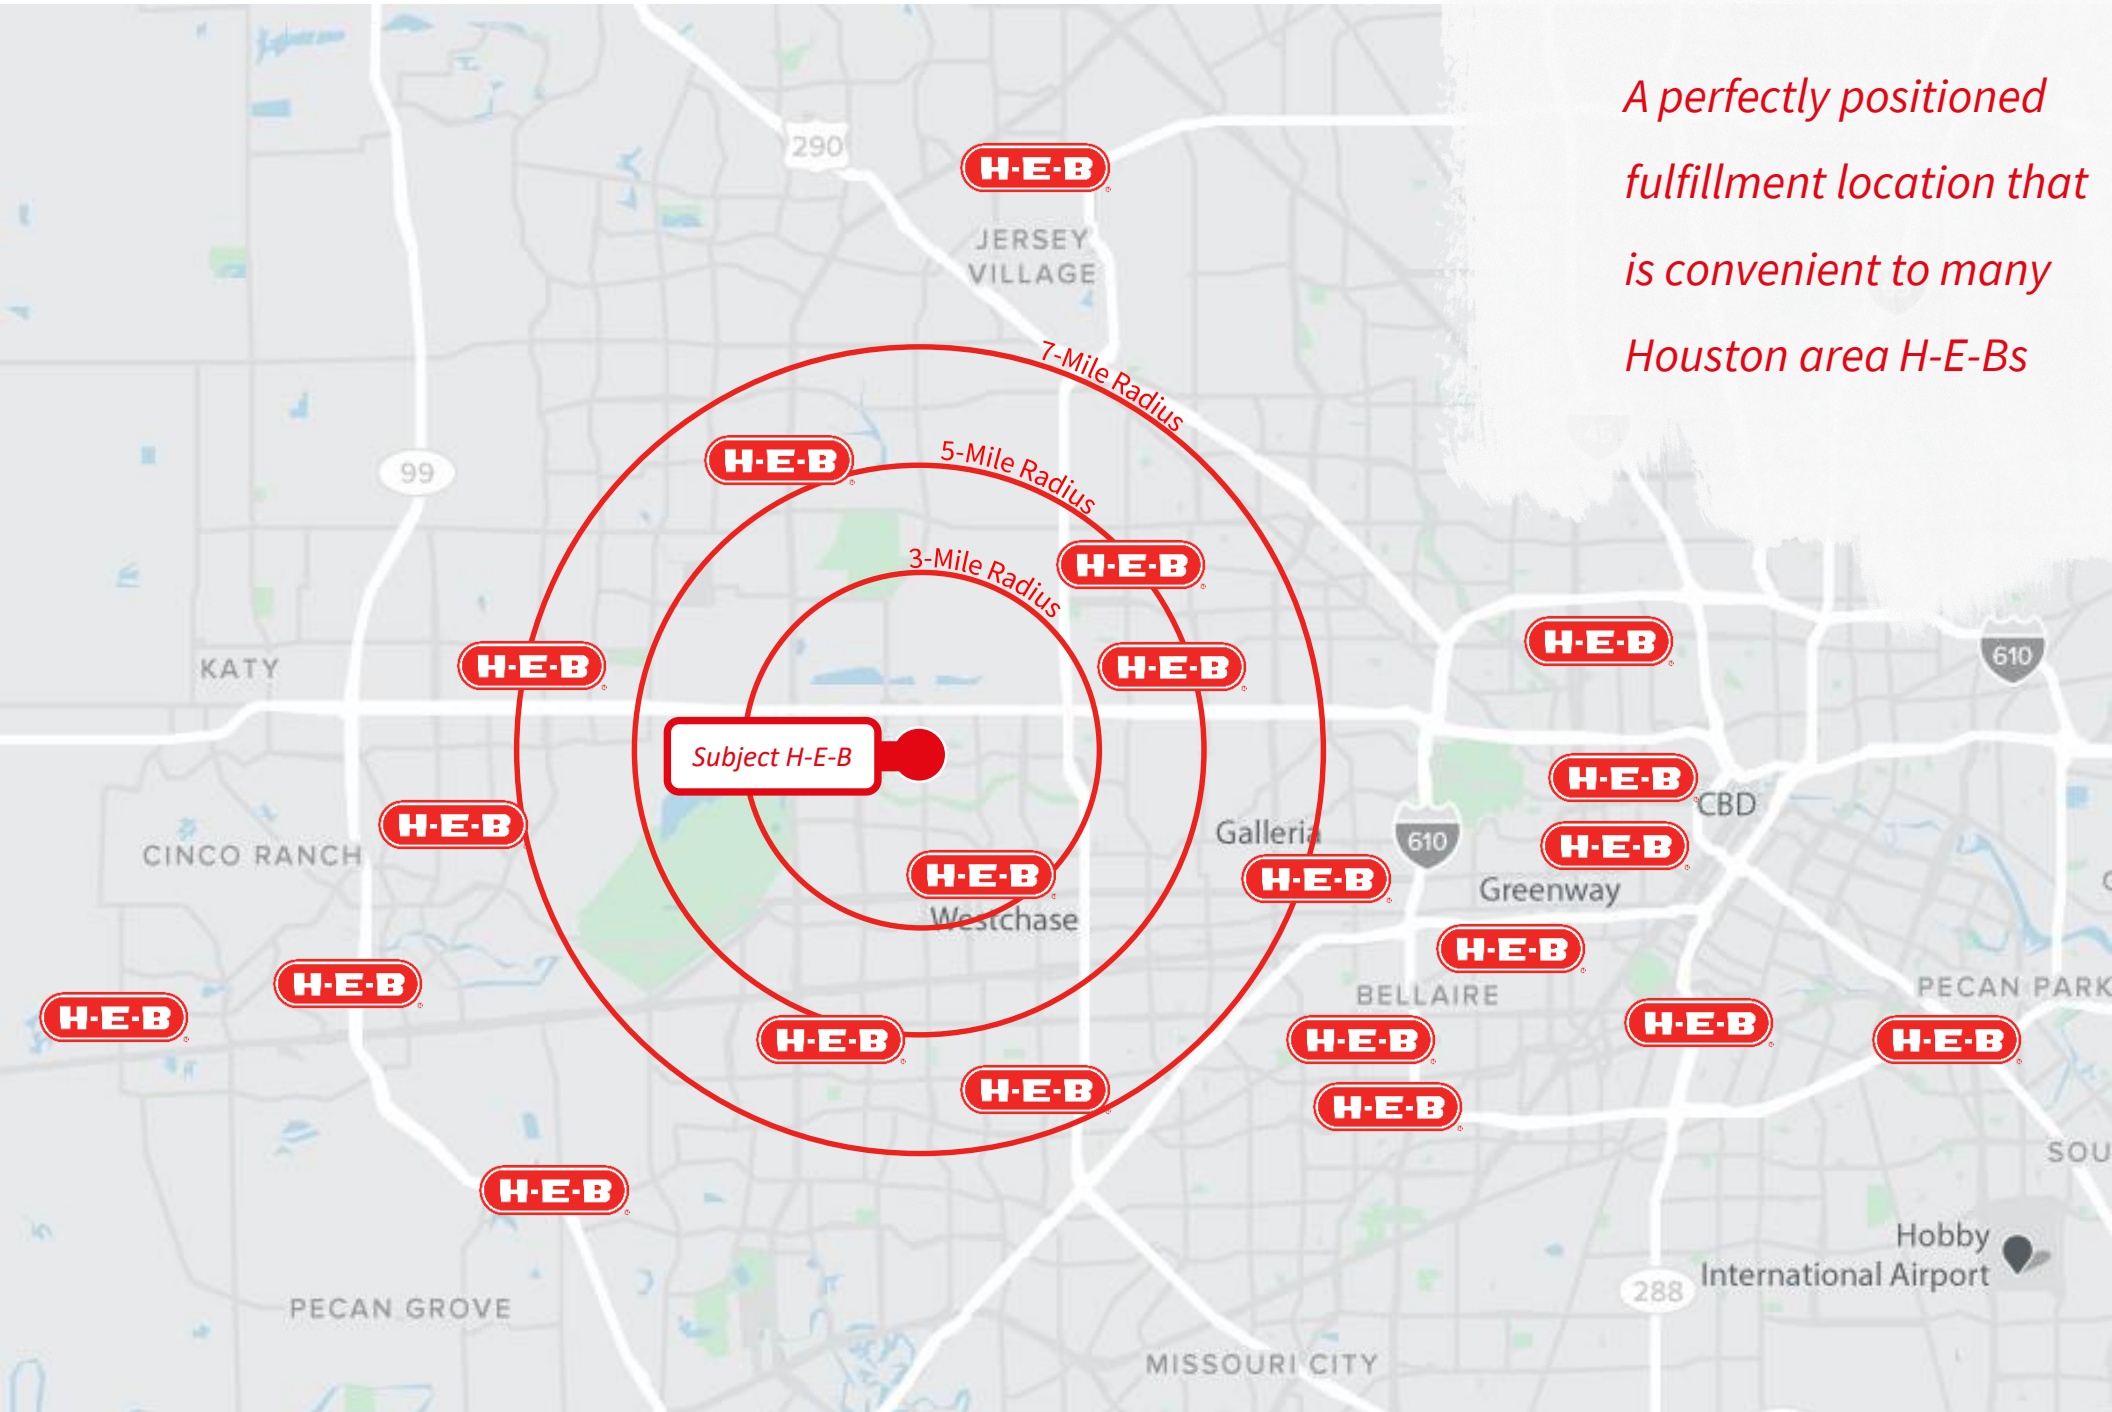 A perfectly positioned
fulfillment location that
is convenient to many
Houston area H-E-Bs
290
H-E-B
JERSEY
VILLAGE
7-Mile Radius
5-Mile Radius
H-E-B
99
3-Mile Radius
H-E-B
H-E-B
610
KATY
H-E-B
H-E-B
Subject H-E-B
H-E-B
CBD
H-E-B
CINCO RANCH
Galleria
610
H-E-B
H-E-B
H-E-B
Greenway
Westchase
H-E-B
H-E-B
BELLAIRE
PECAN PARK
H-E-B
H-E-B
H-E-B
H-E-B
H-E-B
H-E-B
H-E-B
SOU
H-E-B
Hobby
International Airport
288
PECAN GROVE
MISSOURI CITY